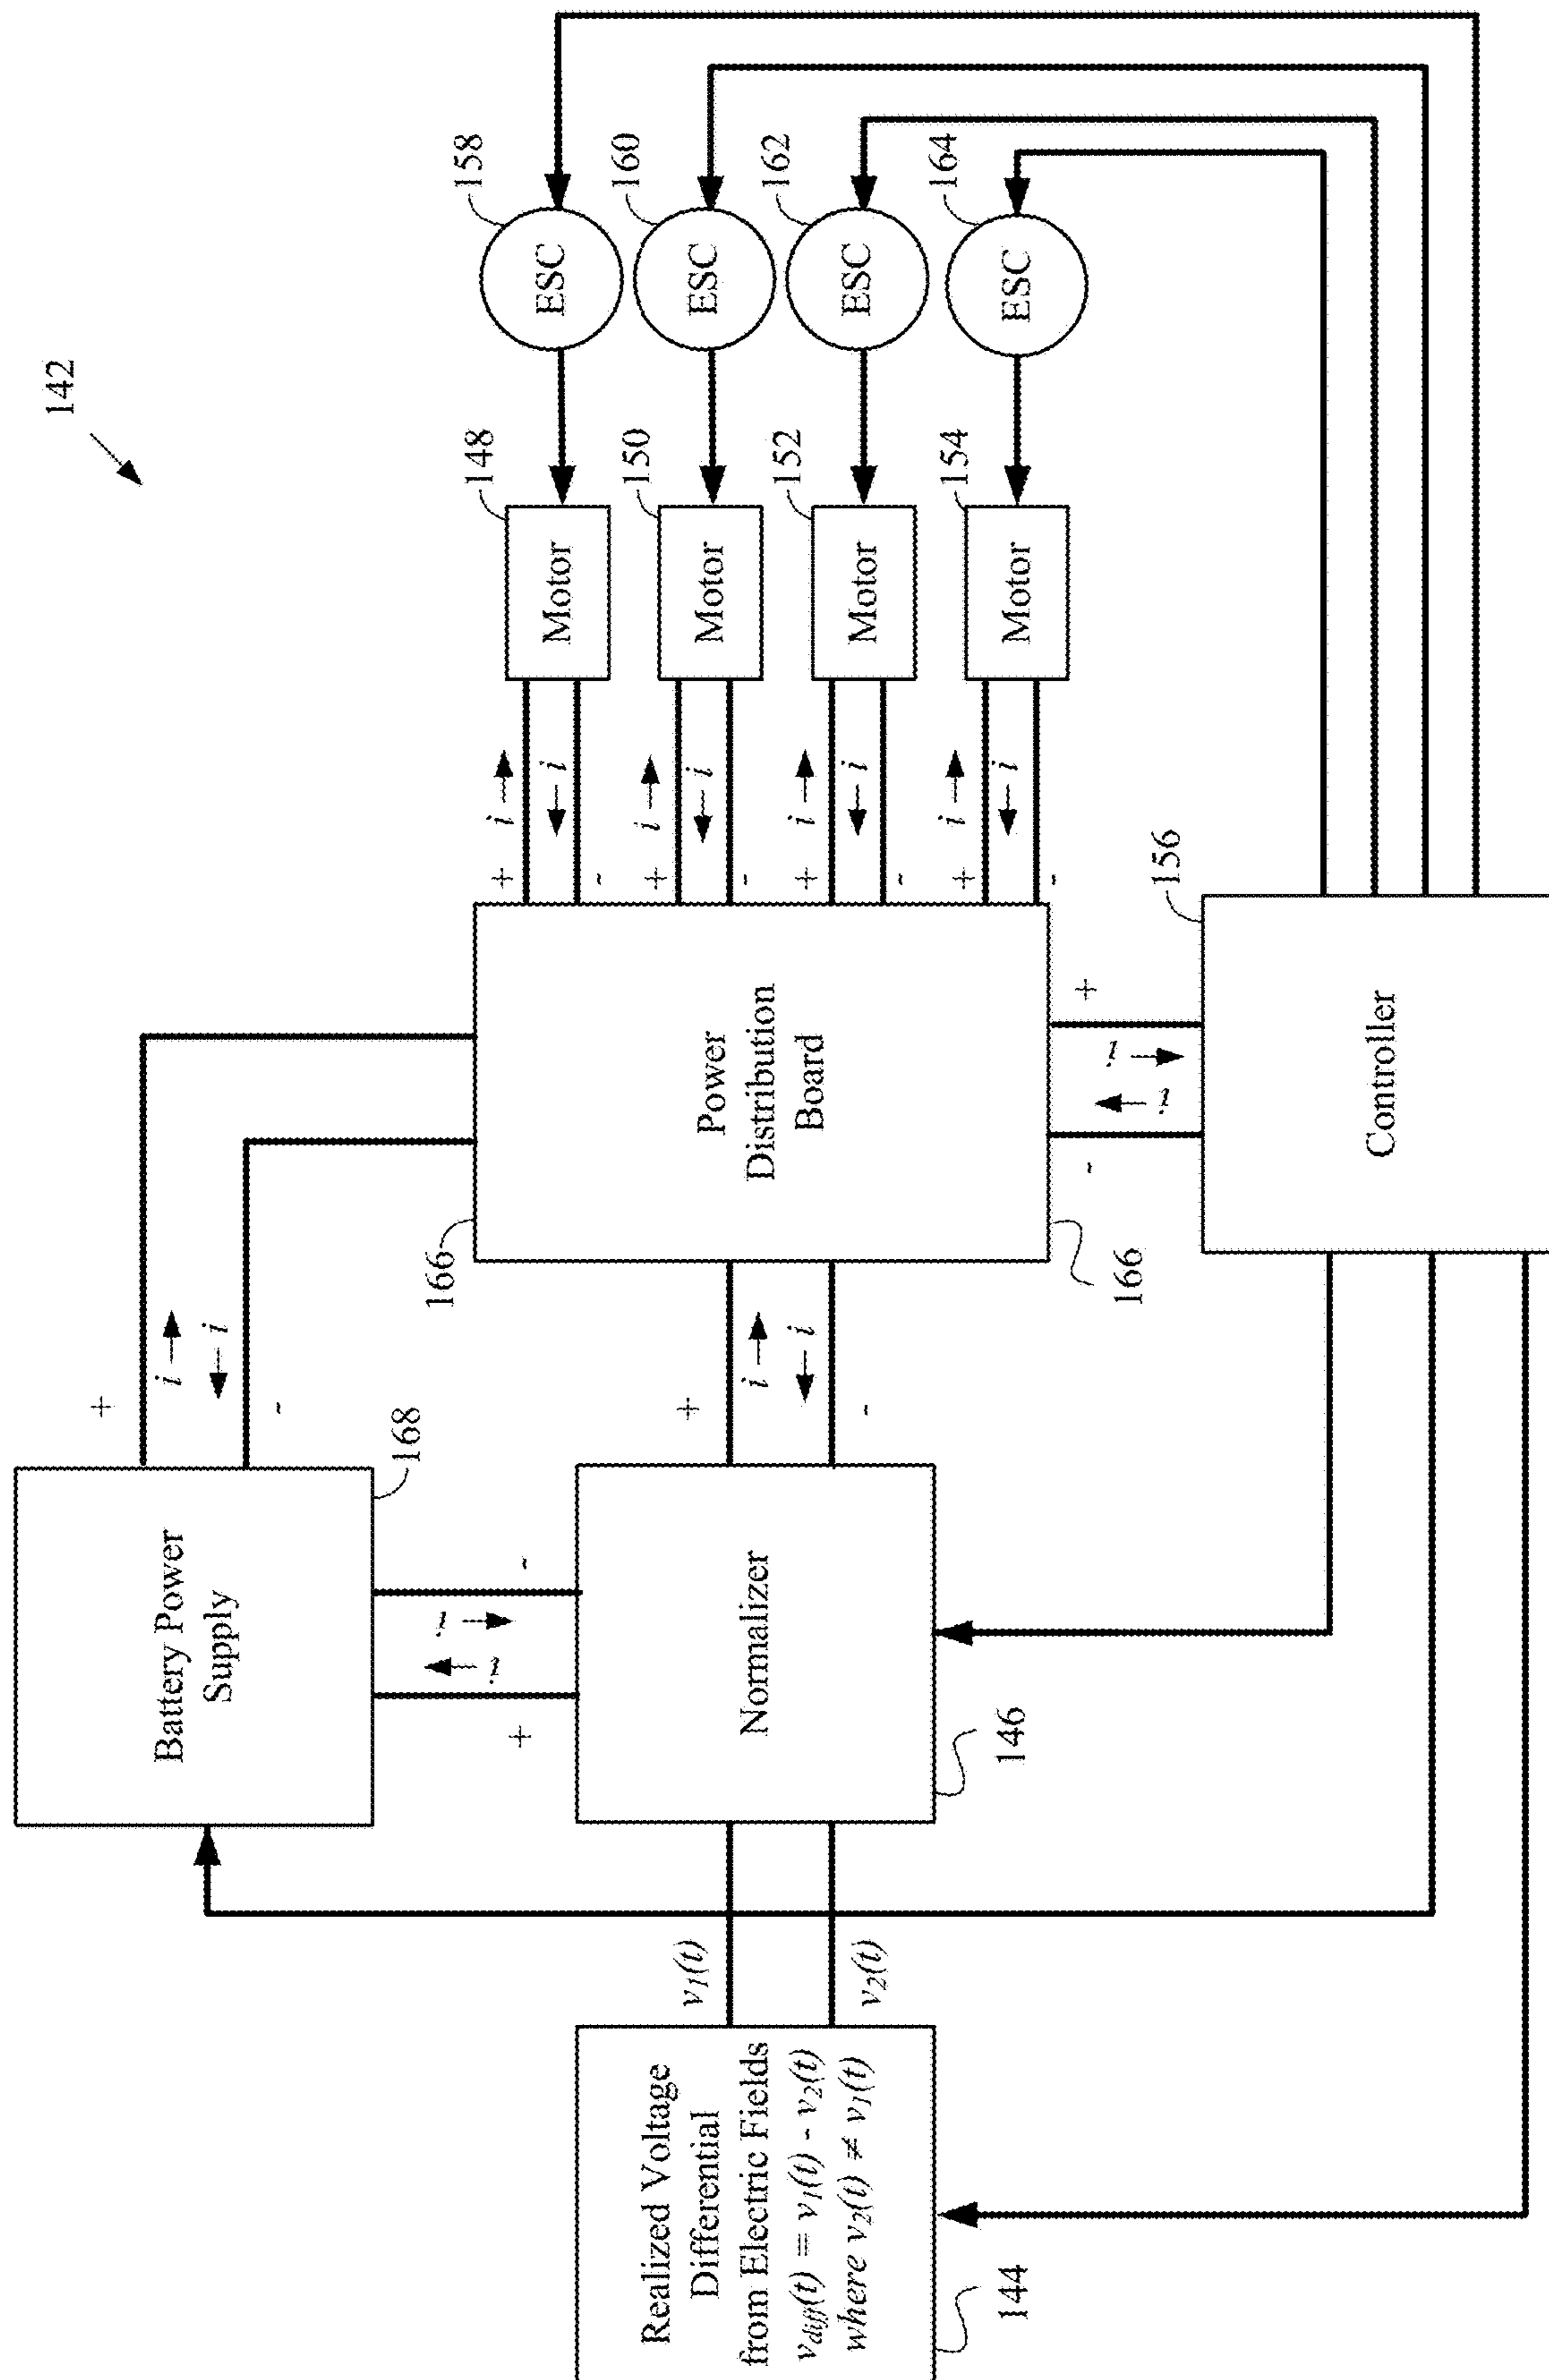 142
Battery Power
Supply
168
+
i
i
-
+
i
i
-
Realized Voltage
Differential
from Electric Fields
vdiff(t) = v1(t) - v2(t)
where v2(t) ≠ v1(t)
144
v1(t)
v2(t)
Normalizer
146
+
i
i
-
166
Power
Distribution
Board
166
+
i
i
-
+
i
i
-
+
i
i
-
+
i
i
-
Motor
148
Motor
150
Motor
152
Motor
154
ESC
158
ESC
160
ESC
162
ESC
164
-
i
i
+
Controller
156